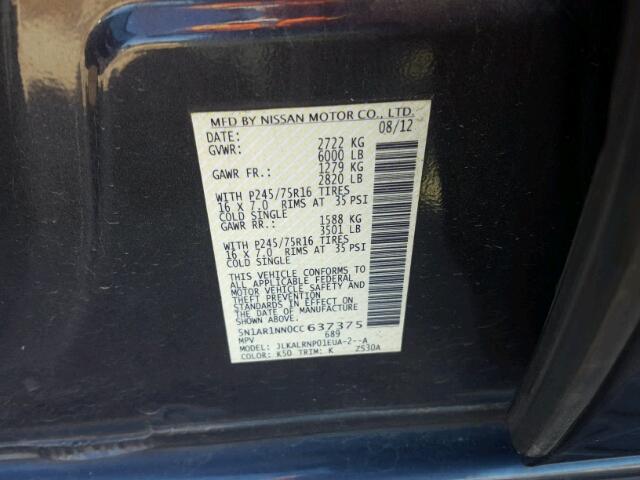 MFD BY NISSAN MOTOR CO., LTD.
DATE: 08/12
GVWR: 2722 KG
6000 LB
GAWR FR.: 1279 KG
2820 LB
WITH P245/75R16 TIRES
16 X 7.0 RIMS AT 35 PSI
COLD SINGLE
GAWR RR.: 1588 KG
3501 LB
WITH P245/75R16 TIRES
16 X 7.0 RIMS AT 35 PSI
COLD SINGLE
THIS VEHICLE CONFORMS TO
ALL APPLICABLE FEDERAL
MOTOR VEHICLE SAFETY AND
THEFT PREVENTION
STANDARDS IN EFFECT ON
THE DATE OF MANUFACTURE
SHOWN ABOVE.
5N1AR1NN0CC637375
MPV 689
MODEL: JLKALRNP01EUA-2--A
COLOR: K50 TRIM: K ZS30A